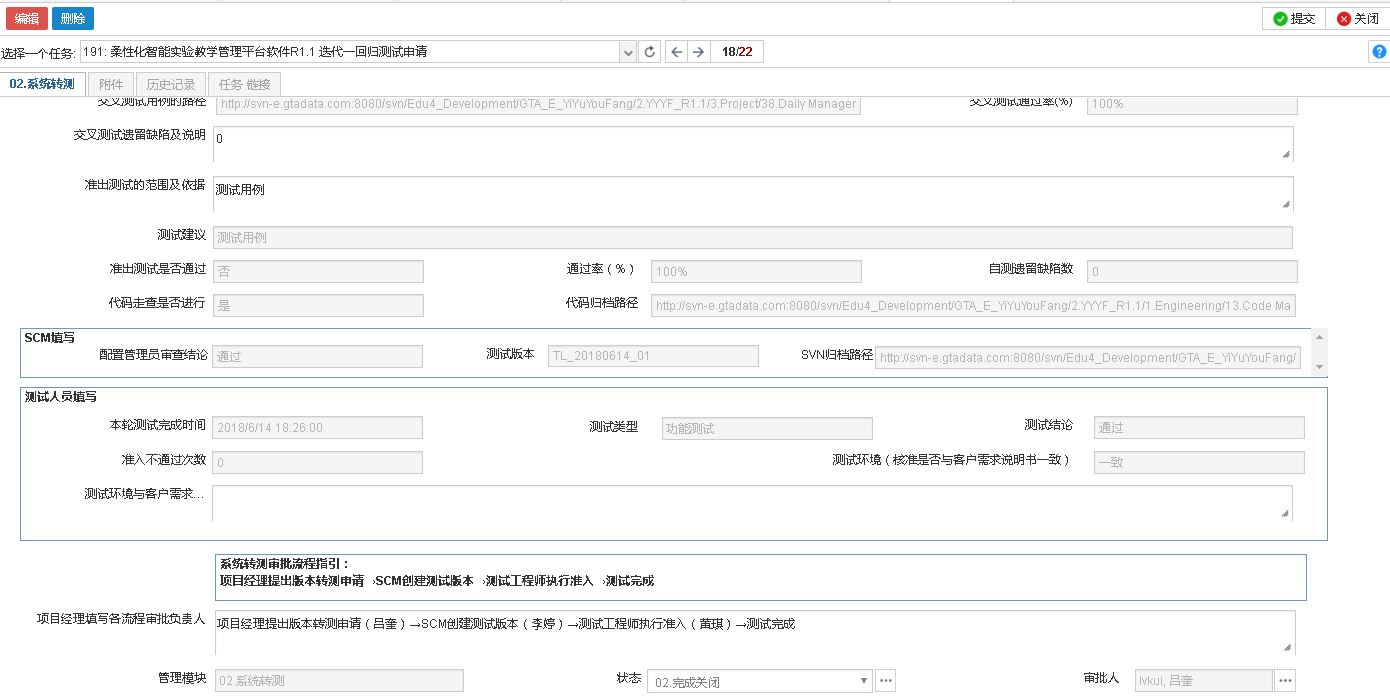 编辑 删除 提交 关闭
选择一个任务: 191: 柔性化智能实验教学管理平台软件R1.1 迭代一回归测试申请 18/22
02.系统转测 附件 历史记录 任务 链接
交叉测试用例的路径 http://svn-e.gtadata.com:8080/svn/Edu4_Development/GTA_E_YiYuYouFang/2.YYYF_R1.1/3.Project/38.Daily Manager 交叉测试通过率(%) 100%
交叉测试遗留缺陷及说明 0
准出测试的范围及依据 测试用例
测试建议 测试用例
准出测试是否通过 否 通过率（%） 100% 自测遗留缺陷数 0
代码走查是否进行 是 代码归档路径 http://svn-e.gtadata.com:8080/svn/Edu4_Development/GTA_E_YiYuYouFang/2.YYYF_R1.1/1.Engineering/13.Code Ma
SCM填写
配置管理员审查结论 通过 测试版本 TL_20180614_01 SVN归档路径 http://svn-e.gtadata.com:8080/svn/Edu4_Development/GTA_E_YiYuYouFang/
测试人员填写
本轮测试完成时间 2018/6/14 18:26:00 测试类型 功能测试 测试结论 通过
准入不通过次数 0 测试环境（核准是否与客户需求说明书一致） 一致
测试环境与客户需求...
系统转测审批流程指引：
项目经理提出版本转测申请→SCM创建测试版本→测试工程师执行准入→测试完成
项目经理填写各流程审批负责人 项目经理提出版本转测申请（吕奎）→SCM创建测试版本（李婷）→测试工程师执行准入（黄琪）→测试完成
管理模块 02.系统转测 状态 02.完成关闭 审批人 lvkui, 吕奎